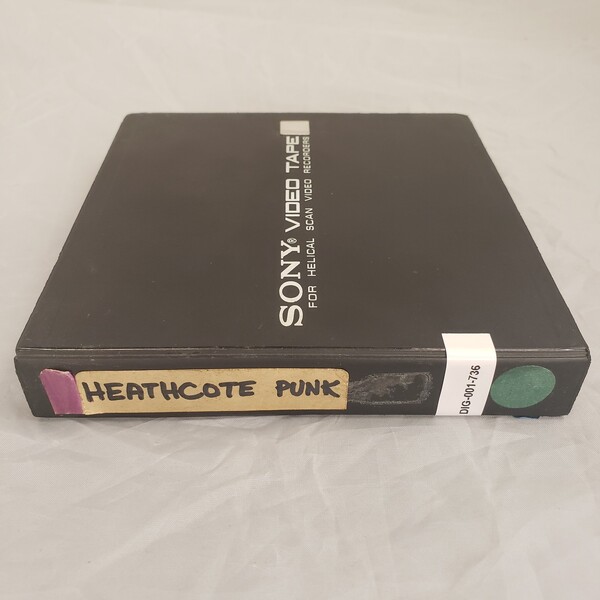 SONY® VIDEO TAPE
FOR HELICAL SCAN VIDEO RECORDERS
HEATHCOTE PUNK
DIG-001-736